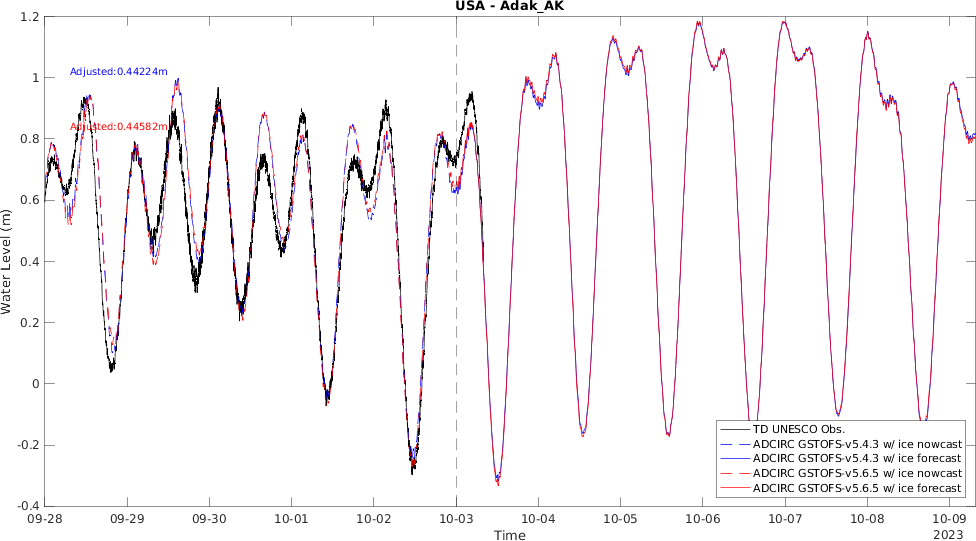 USA - Adak_AK
1.2
1
0.8
0.6
0.4
0.2
0
-0.2
-0.4
Water Level (m)
Adjusted:0.44224m
Adjusted:0.44582m
TD UNESCO Obs.
ADCIRC GSTOFS-v5.4.3 w/ ice nowcast
ADCIRC GSTOFS-v5.4.3 w/ ice forecast
ADCIRC GSTOFS-v5.6.5 w/ ice nowcast
ADCIRC GSTOFS-v5.6.5 w/ ice forecast
09-28 09-29 09-30 10-01 10-02 10-03 10-04 10-05 10-06 10-07 10-08 10-09
2023
Time